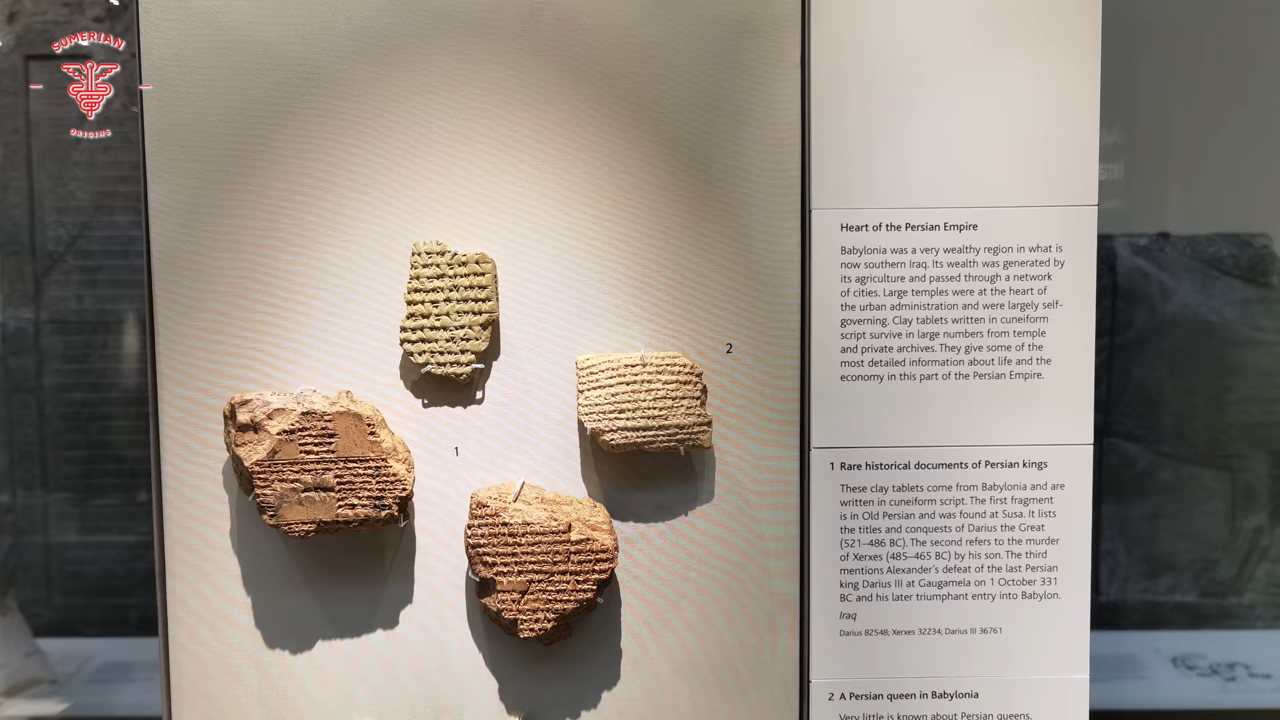 SUMERIAN
ORIGINS
1
2
Heart of the Persian Empire
Babylonia was a very wealthy region in what is
now southern Iraq. Its wealth was generated by
its agriculture and passed through a network
of cities. Large temples were at the heart of
the urban administration and were largely self-
governing. Clay tablets written in cuneiform
script survive in large numbers from temple
and private archives. They give some of the
most detailed information about life and the
economy in this part of the Persian Empire.
1 Rare historical documents of Persian kings
These clay tablets come from Babylonia and are
written in cuneiform script. The first fragment
is in Old Persian and was found at Susa. It lists
the titles and conquests of Darius the Great
(521–486 BC). The second refers to the murder
of Xerxes (485–465 BC) by his son. The third
mentions Alexander's defeat of the last Persian
king Darius III at Gaugamela on 1 October 331
BC and his later triumphant entry into Babylon.
Iraq
Darius 82548; Xerxes 32234; Darius III 36761
2 A Persian queen in Babylonia
Very little is known about Persian queens.